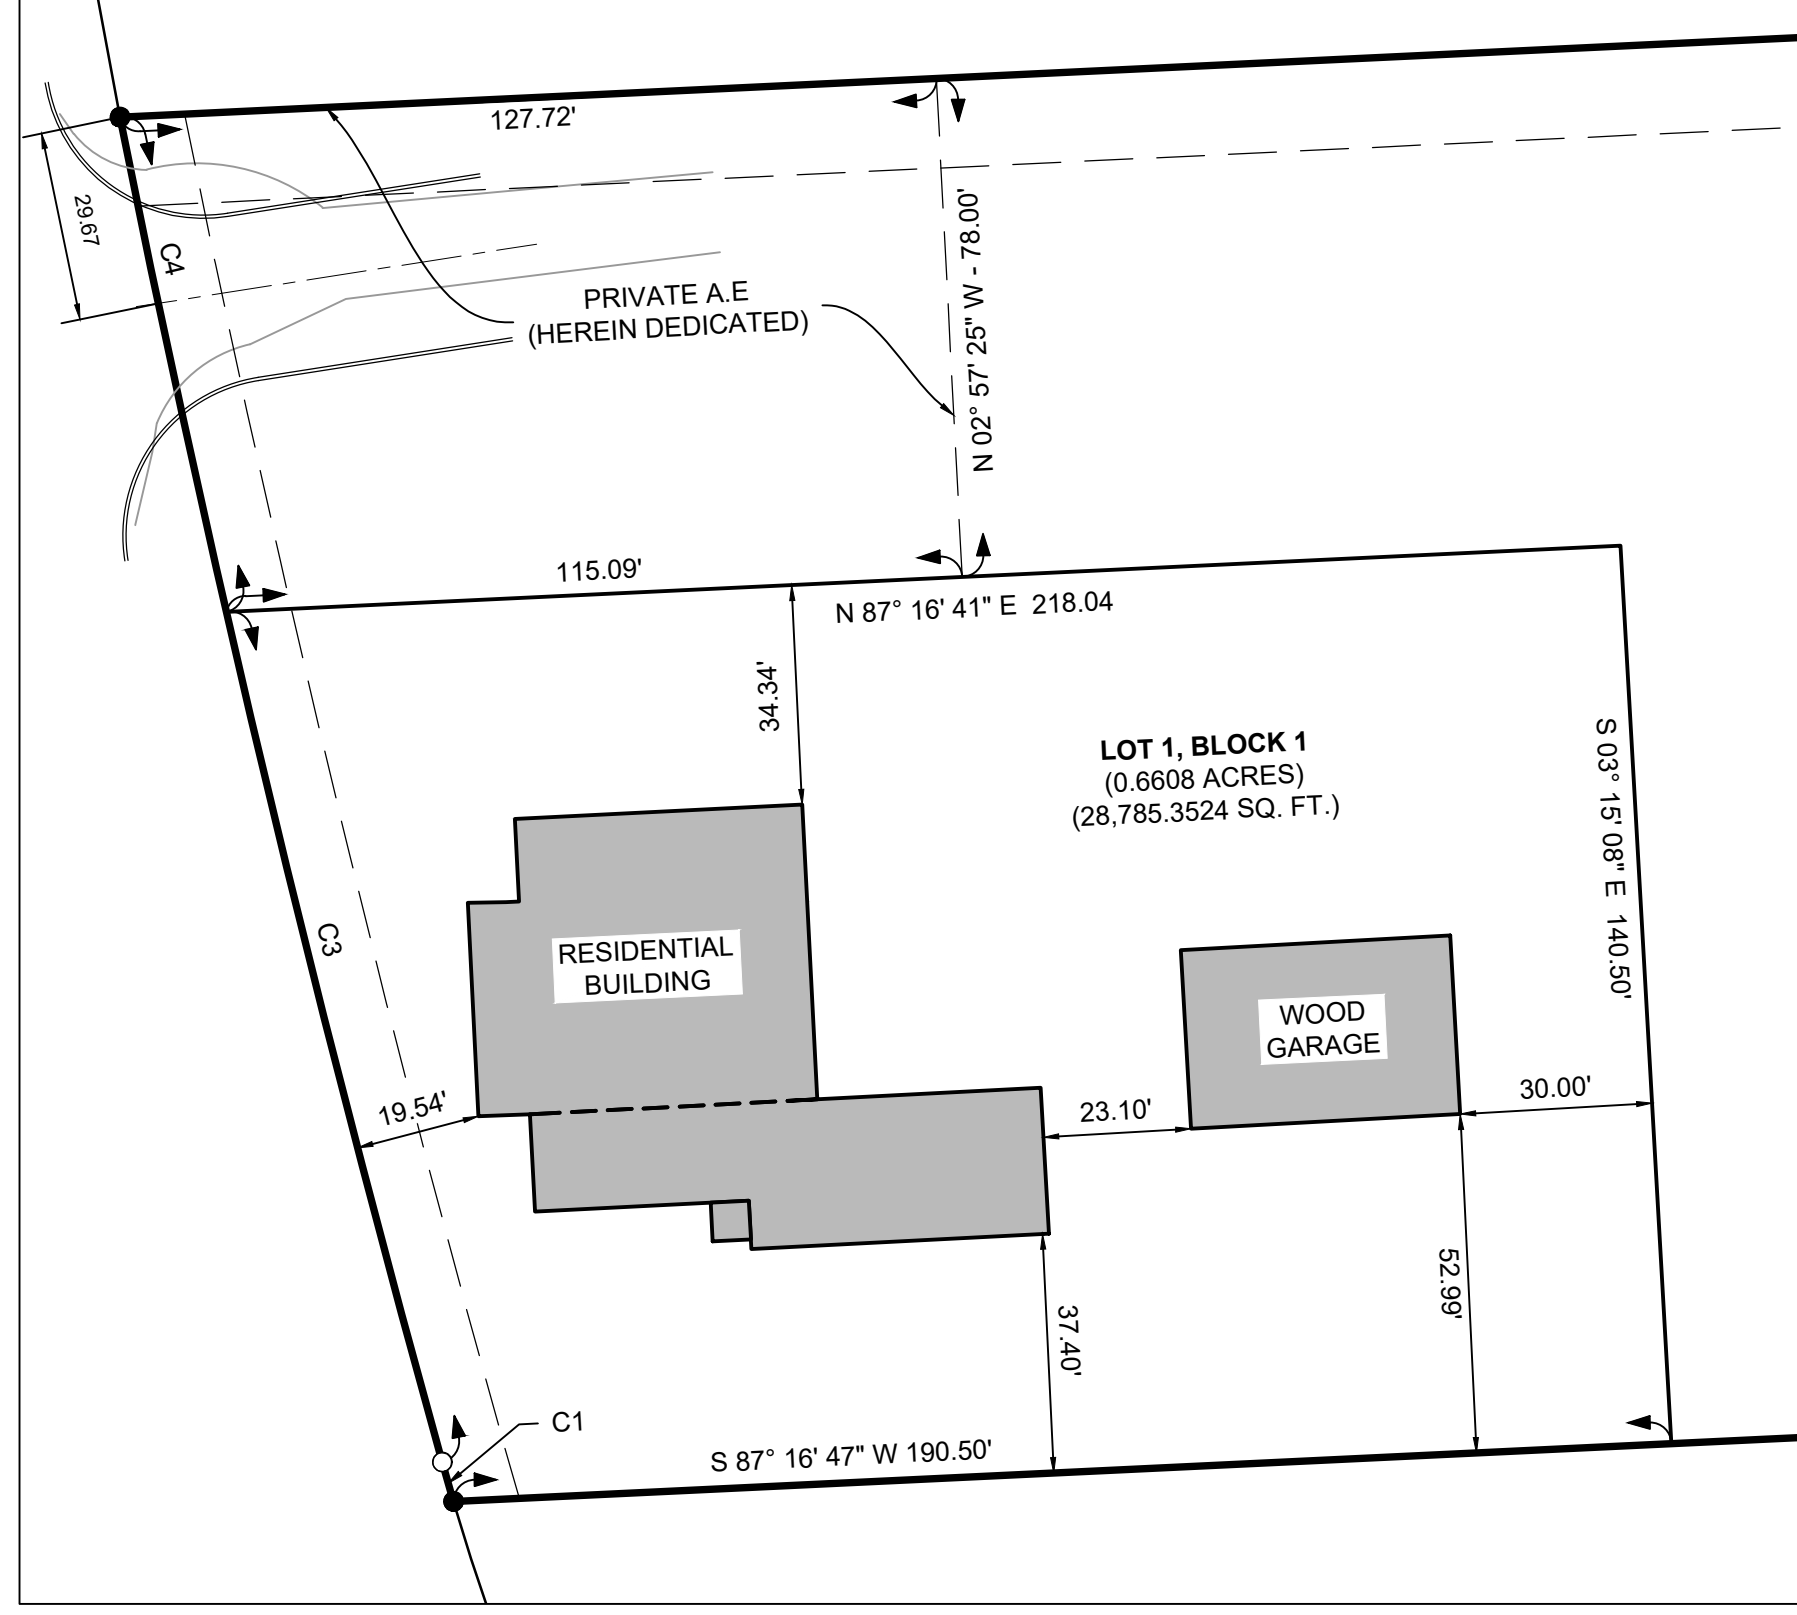 127.72'
29.67
C4
PRIVATE A.E
(HEREIN DEDICATED)
N 02° 57' 25" W - 78.00'
115.09'
N 87° 16' 41" E 218.04
34.34'
LOT 1, BLOCK 1
(0.6608 ACRES)
(28,785.3524 SQ. FT.)
S 03° 15' 08" E 140.50'
C3
RESIDENTIAL
BUILDING
WOOD
GARAGE
19.54'
23.10'
30.00'
52.99'
37.40'
C1
S 87° 16' 47" W 190.50'